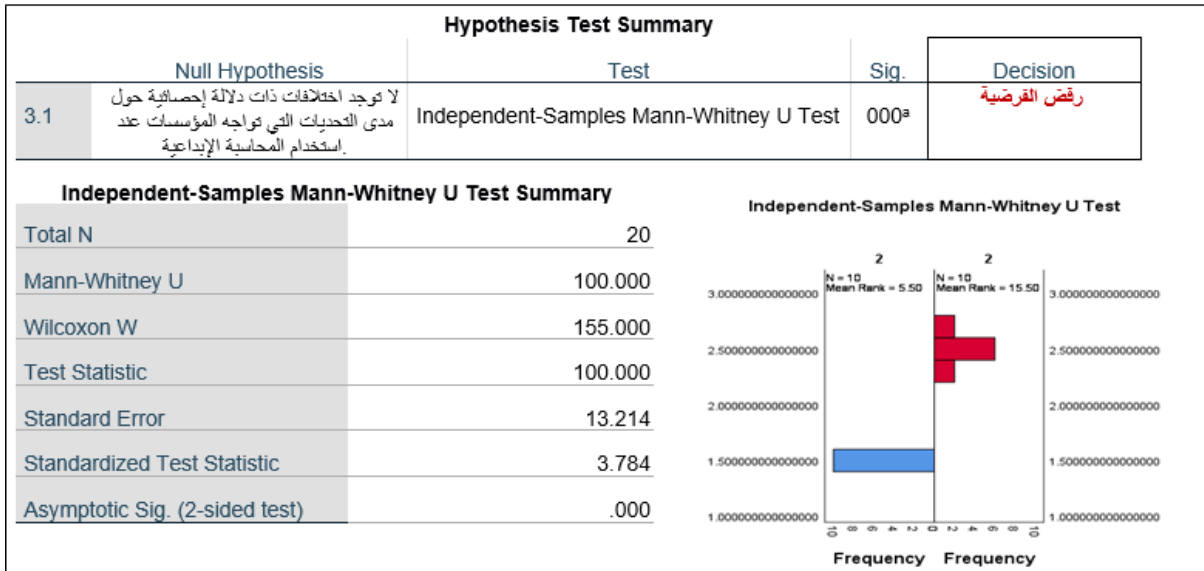 Hypothesis Test Summary
Null Hypothesis Test Sig. Decision
3.1
لا توجد اختلافات ذات دلالة إحصائية حول
مدى التحديات التي تواجه المؤسسات عند
.استخدام المحاسبة الإبداعية
Independent-Samples Mann-Whitney U Test
000ᵃ
رفض الفرضية
Independent-Samples Mann-Whitney U Test Summary
Total N 20
Mann-Whitney U 100.000
Wilcoxon W 155.000
Test Statistic 100.000
Standard Error 13.214
Standardized Test Statistic 3.784
Asymptotic Sig. (2-sided test) .000
Independent-Samples Mann-Whitney U Test
2 2
N = 10 N = 10
Mean Rank = 5.50 Mean Rank = 15.50
3.000000000000000 3.000000000000000
2.500000000000000 2.500000000000000
2.000000000000000 2.000000000000000
1.500000000000000 1.500000000000000
1.000000000000000 1.000000000000000
10 8 6 4 2 0 2 4 6 8 10
Frequency Frequency